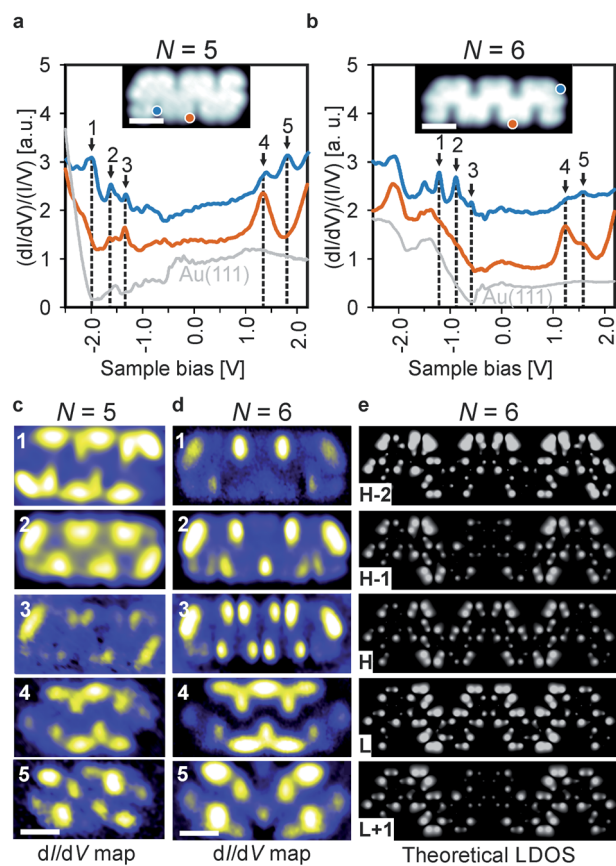 a
N = 5
b
N = 6
(dI/dV)/(I/V) [a. u.]
5
4
3
2
1
0
1
2
3
4
5
Au(111)
-2.0
-1.0
0.0
1.0
2.0
Sample bias [V]
(dI/dV)/(I/V) [a. u.]
5
4
3
2
1
0
1
2
3
4
5
Au(111)
-2.0
-1.0
0.0
1.0
2.0
Sample bias [V]
c N = 5
d N = 6
e N = 6
1
2
3
4
5
dI/dV map
1
2
3
4
5
dI/dV map
H-2
H-1
H
L
L+1
Theoretical LDOS